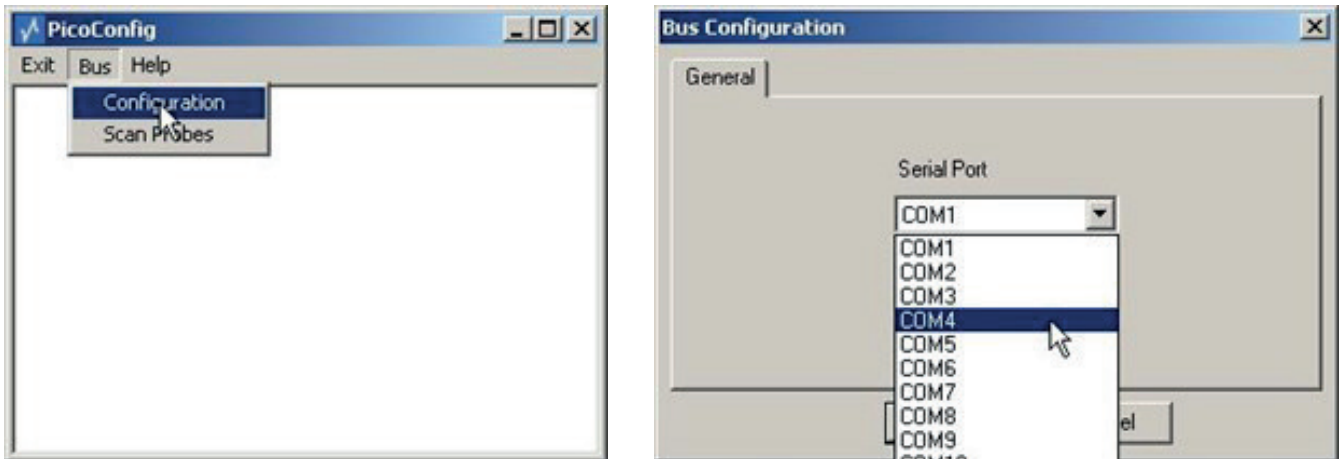 PicoConfig
Exit Bus Help
Configuration
Scan Probes
Bus Configuration
General
Serial Port
COM1
COM1
COM2
COM3
COM4
COM5
COM6
COM7
COM8
COM9
el